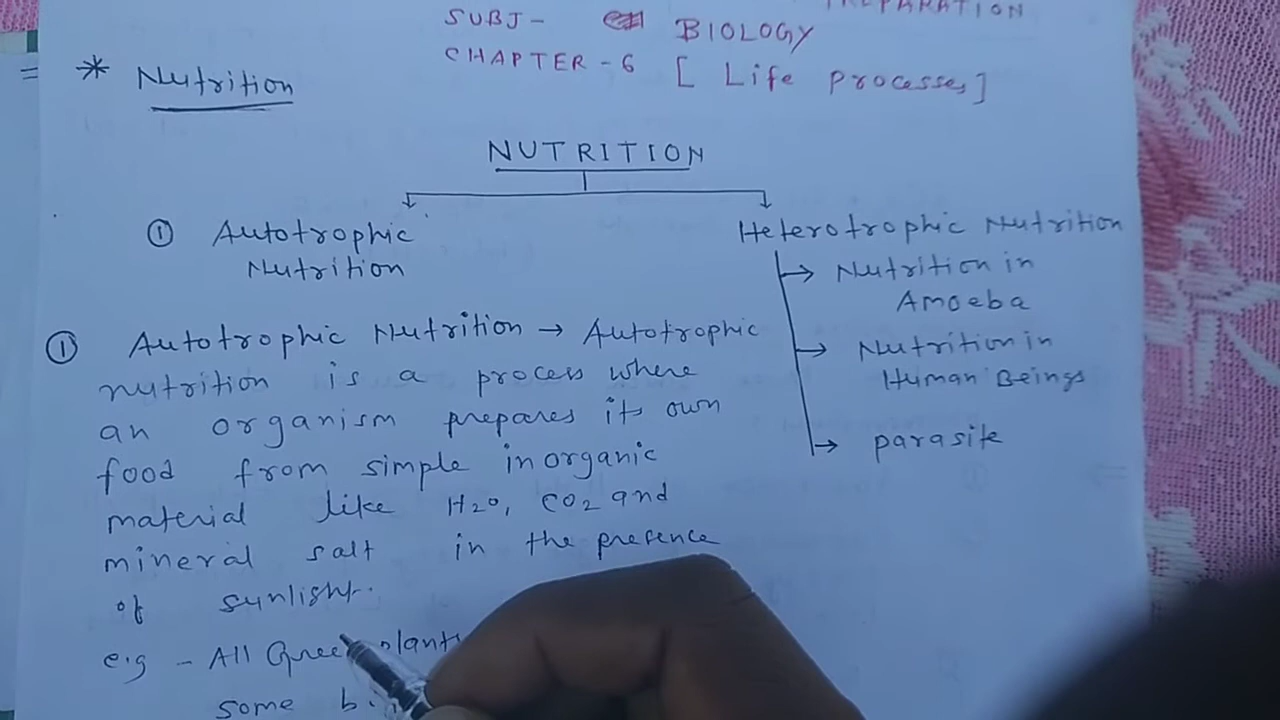 PREPARATION
SUBJ- BIOLOGY
CHAPTER-6 [Life processes]
= * Nutrition
NUTRITION
① Autotrophic
Nutrition
Heterotrophic Nutrition
→ Nutrition in
Amoeba
→ Nutrition in
Human Beings
→ parasite
① Autotrophic Nutrition → Autotrophic
nutrition is a process where
an organism prepares its own
food from simple inorganic
material like H2O, CO2 and
mineral salt in the presence
of sunlight.
e.g - All Green plants
some